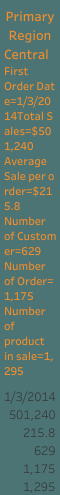 Primary
Region
Central
First
Order Dat
e=1/3/20
14Total S
ales=$50
1,240
Average
Sale per o
rder=$21
5.8
Number
of Custom
er=629
Number
of Order=
1,175
Number
of
product
in sale=1,
295
1/3/2014
501,240
215.8
629
1,175
1,295